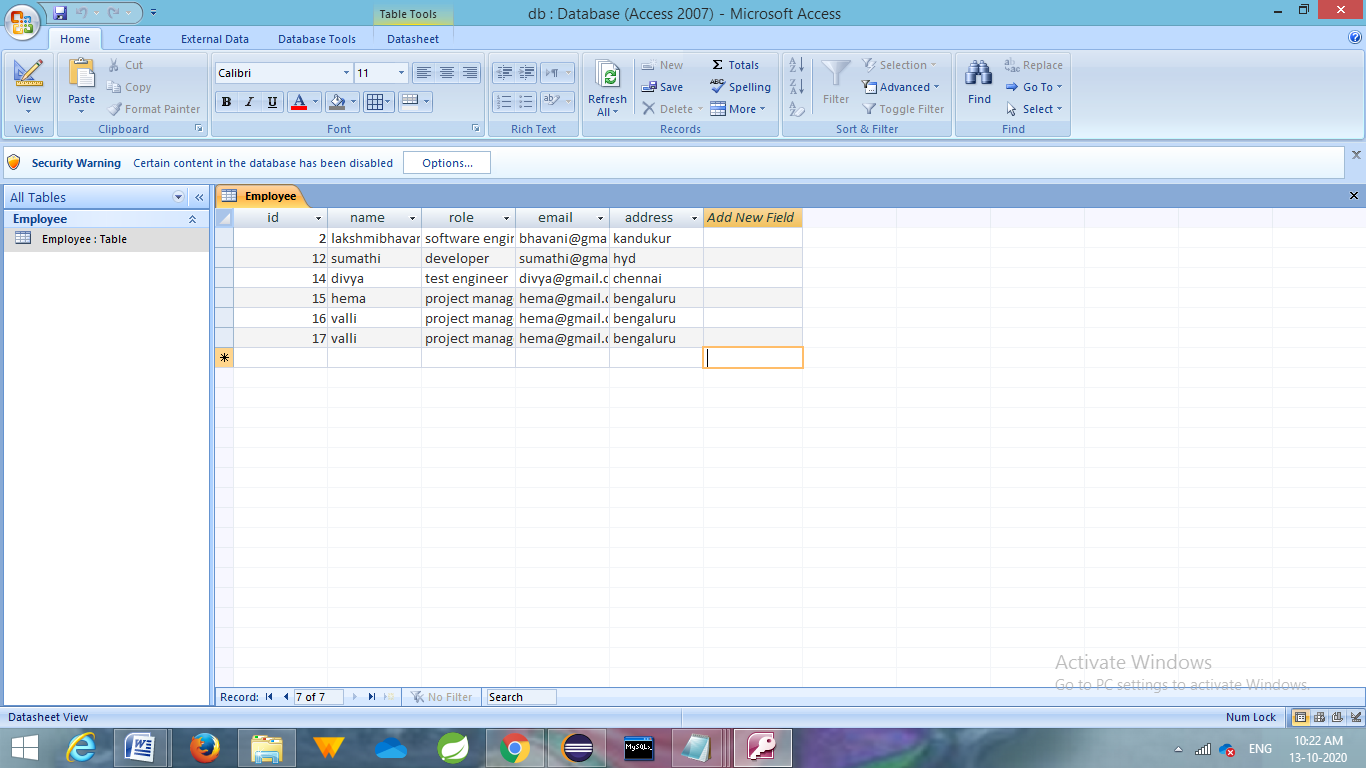 Table Tools
db : Database (Access 2007) - Microsoft Access
Home Create External Data Database Tools Datasheet
View
Views
Paste
Cut
Copy
Format Painter
Clipboard
Calibri 11
B I U A
Font
Rich Text
Refresh
All
New
Save
Delete
Σ Totals
ABC Spelling
More
Records
Filter
Selection
Advanced
Toggle Filter
Sort & Filter
Find
Replace
Go To
Select
Find
Security Warning Certain content in the database has been disabled Options...
All Tables
Employee
Employee : Table
Employee
id name role email address Add New Field
2 lakshmibhavar software engir bhavani@gma kandukur
12 sumathi developer sumathi@gma hyd
14 divya test engineer divya@gmail.c chennai
15 hema project manag hema@gmail.c bengaluru
16 valli project manag hema@gmail.c bengaluru
17 valli project manag hema@gmail.c bengaluru
Activate Windows
Go to PC settings to activate Windows.
Record: 7 of 7 No Filter Search
Datasheet View Num Lock
ENG
10:22 AM
13-10-2020